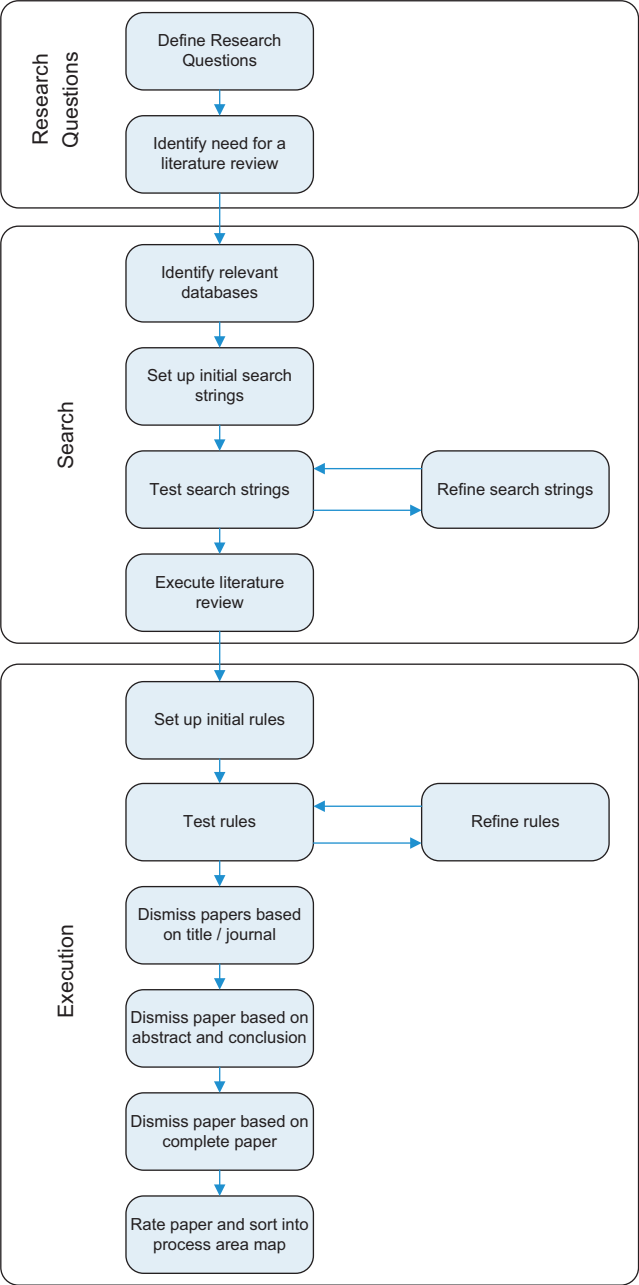 Research
Questions
Define Research
Questions
Identify need for a
literature review
Search
Identify relevant
databases
Set up initial search
strings
Test search strings
Refine search strings
Execute literature
review
Execution
Set up initial rules
Test rules
Refine rules
Dismiss papers based
on title / journal
Dismiss paper based on
abstract and conclusion
Dismiss paper based on
complete paper
Rate paper and sort into
process area map